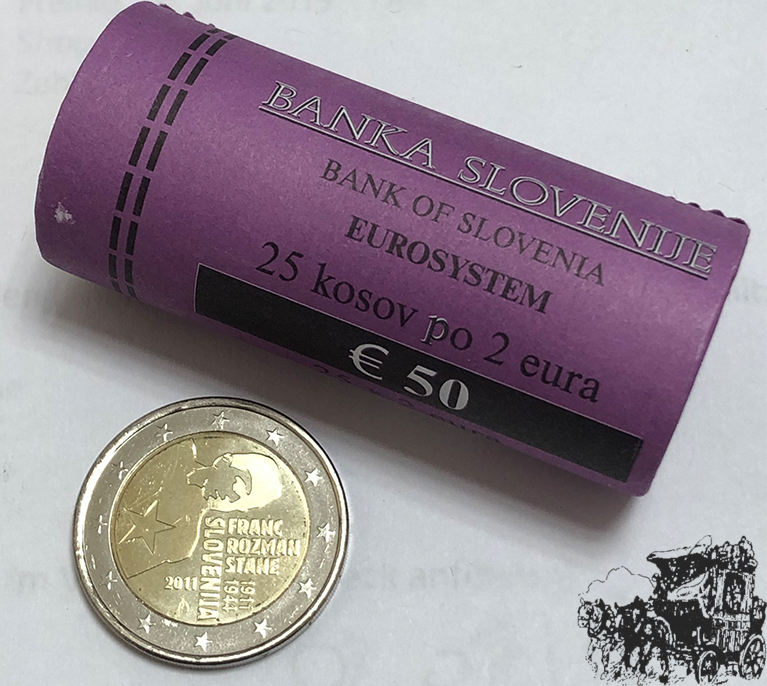 BANKA SLOVENIJE
BANK OF SLOVENIA
EUROSYSTEM
25 kosov po 2 eura
€ 50
FRANC
ROZMAN
STANE
SLOVENIJA
2011
1911
1944